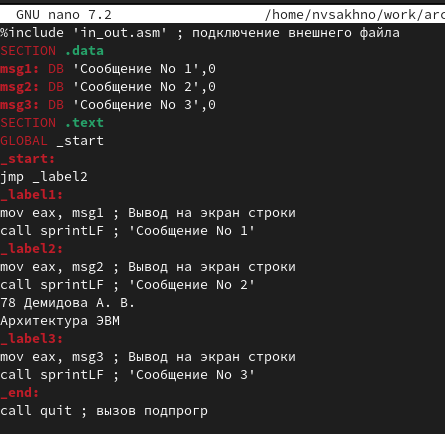 GNU nano 7.2 /home/nvsakhno/work/arc
%include 'in_out.asm' ; подключение внешнего файла
SECTION .data
msg1: DB 'Сообщение No 1',0
msg2: DB 'Сообщение No 2',0
msg3: DB 'Сообщение No 3',0
SECTION .text
GLOBAL _start
_start:
jmp _label2
_label1:
mov eax, msg1 ; Вывод на экран строки
call sprintLF ; 'Сообщение No 1'
_label2:
mov eax, msg2 ; Вывод на экран строки
call sprintLF ; 'Сообщение No 2'
78 Демидова А. В.
Архитектура ЭВМ
_label3:
mov eax, msg3 ; Вывод на экран строки
call sprintLF ; 'Сообщение No 3'
_end:
call quit ; вызов подпрогр